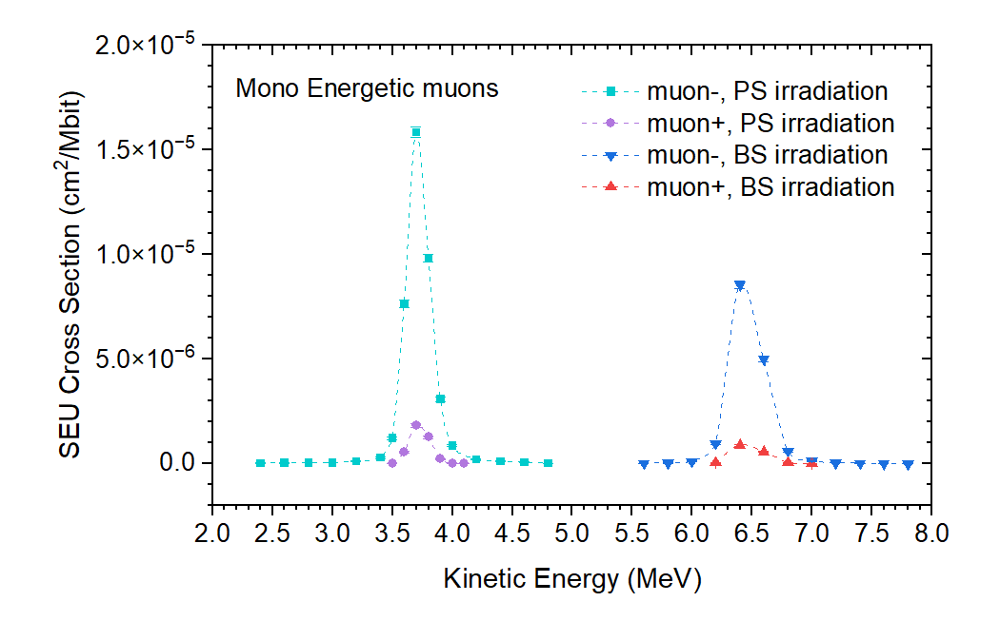 Mono Energetic muons
muon-, PS irradiation
muon+, PS irradiation
muon-, BS irradiation
muon+, BS irradiation
SEU Cross Section (cm²/Mbit)
2.0×10⁻⁵
1.5×10⁻⁵
1.0×10⁻⁵
5.0×10⁻⁶
0.0
2.0 2.5 3.0 3.5 4.0 4.5 5.0 5.5 6.0 6.5 7.0 7.5 8.0
Kinetic Energy (MeV)